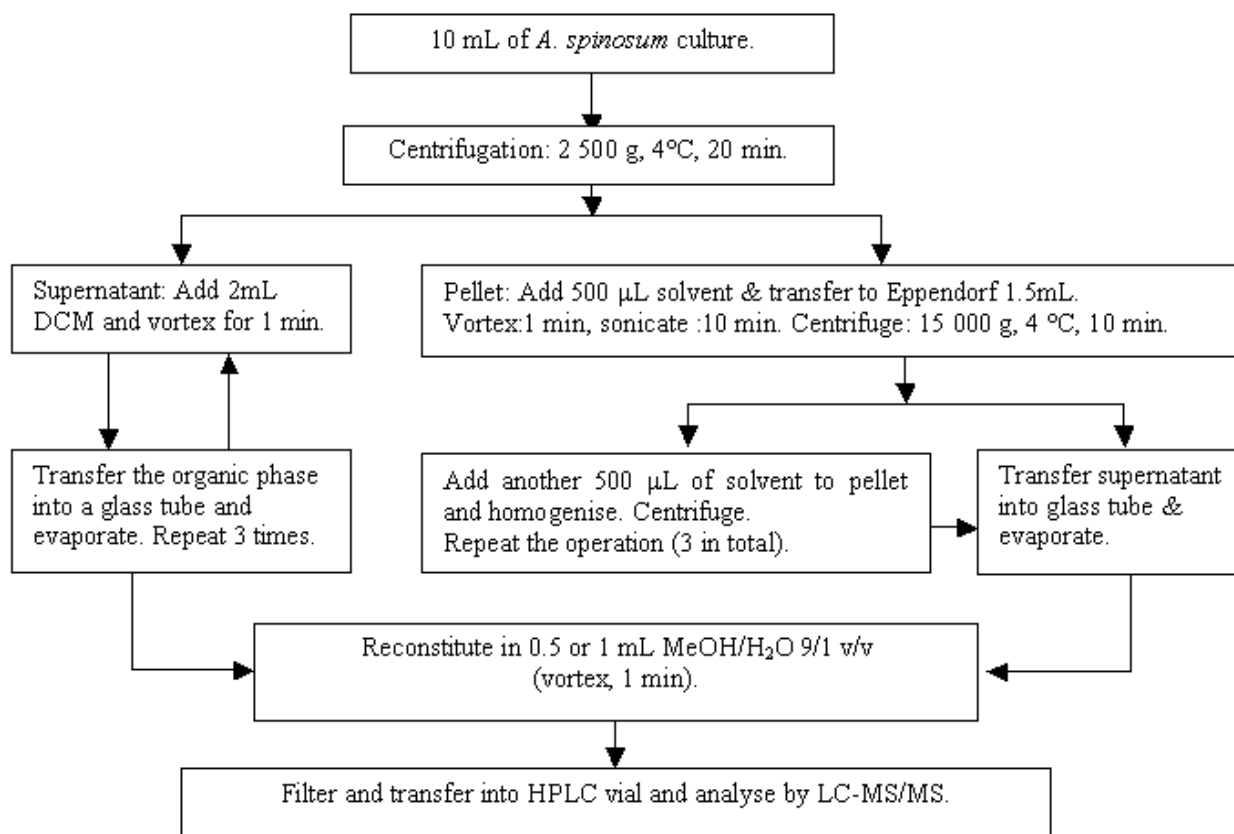 10 mL of A. spinosum culture.
Centrifugation: 2 500 g, 4°C, 20 min.
Supernatant: Add 2mL
DCM and vortex for 1 min.
Pellet: Add 500 µL solvent & transfer to Eppendorf 1.5mL.
Vortex:1 min, sonicate :10 min. Centrifuge: 15 000 g, 4 °C, 10 min.
Transfer the organic phase
into a glass tube and
evaporate. Repeat 3 times.
Add another 500 µL of solvent to pellet
and homogenise. Centrifuge.
Repeat the operation (3 in total).
Transfer supernatant
into glass tube &
evaporate.
Reconstitute in 0.5 or 1 mL MeOH/H₂O 9/1 v/v
(vortex, 1 min).
Filter and transfer into HPLC vial and analyse by LC-MS/MS.